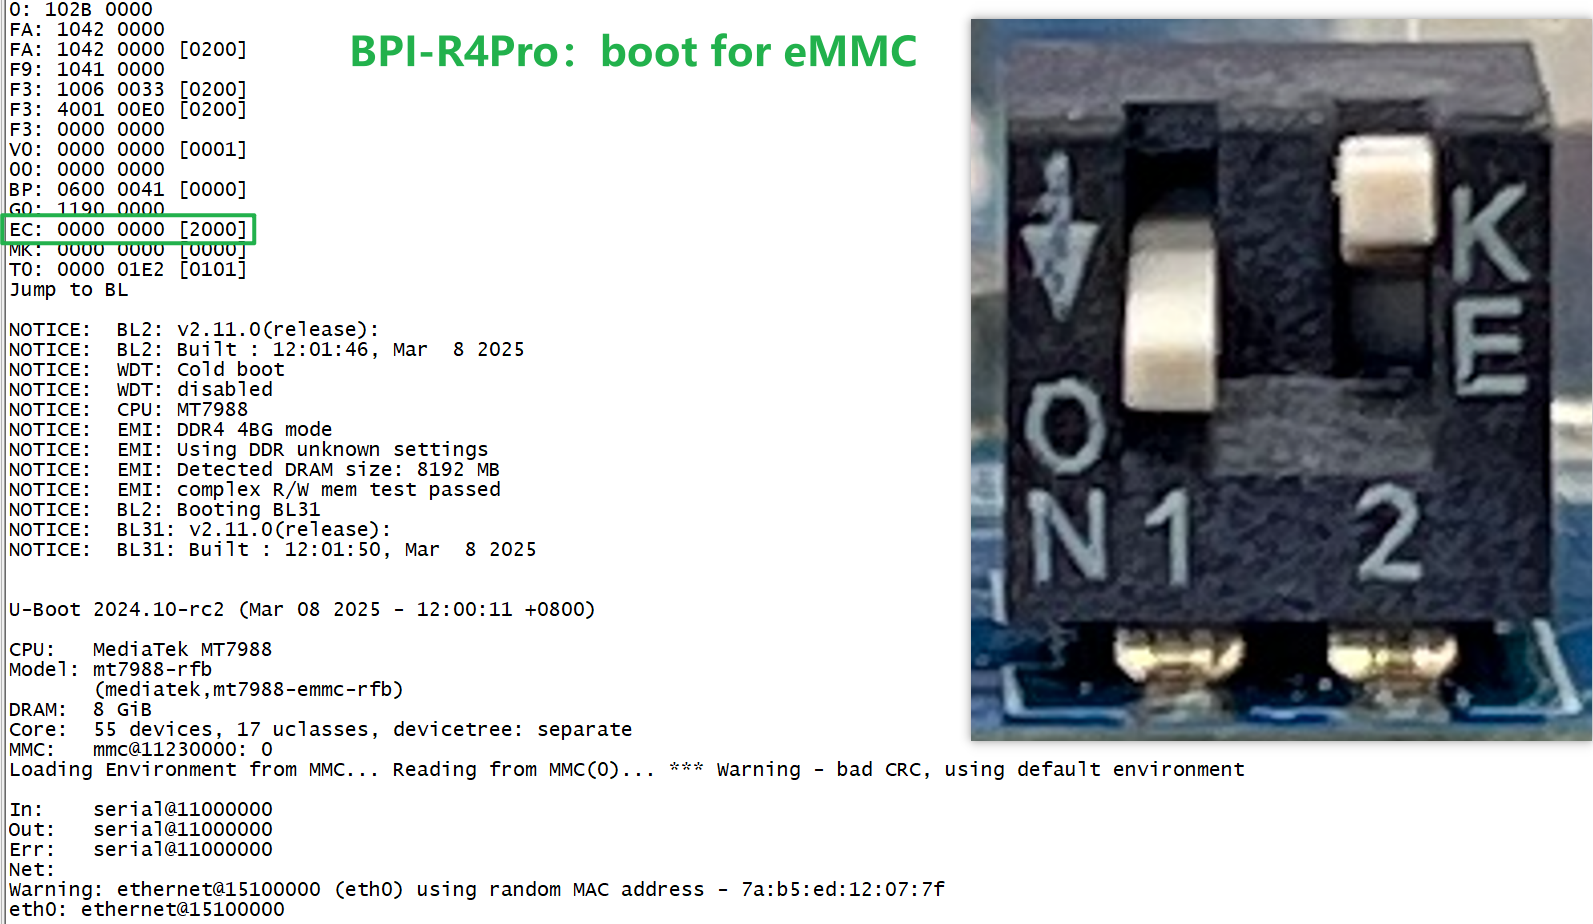 0: 102B 0000
FA: 1042 0000
FA: 1042 0000 [0200]
F9: 1041 0000
F3: 1006 0033 [0200]
F3: 4001 00E0 [0200]
F3: 0000 0000
V0: 0000 0000 [0001]
00: 0000 0000
BP: 0600 0041 [0000]
G0: 1190 0000
EC: 0000 0000 [2000]
MK: 0000 0000 [0000]
T0: 0000 01E2 [0101]
Jump to BL
NOTICE:  BL2: v2.11.0(release):
NOTICE:  BL2: Built : 12:01:46, Mar  8 2025
NOTICE:  WDT: Cold boot
NOTICE:  WDT: disabled
NOTICE:  CPU: MT7988
NOTICE:  EMI: DDR4 4BG mode
NOTICE:  EMI: Using DDR unknown settings
NOTICE:  EMI: Detected DRAM size: 8192 MB
NOTICE:  EMI: complex R/W mem test passed
NOTICE:  BL2: Booting BL31
NOTICE:  BL31: v2.11.0(release):
NOTICE:  BL31: Built : 12:01:50, Mar  8 2025
U-Boot 2024.10-rc2 (Mar 08 2025 - 12:00:11 +0800)
CPU:   MediaTek MT7988
Model: mt7988-rfb
(mediatek,mt7988-emmc-rfb)
DRAM:  8 GiB
Core:  55 devices, 17 uclasses, devicetree: separate
MMC:   mmc@11230000: 0
Loading Environment from MMC... Reading from MMC(0)... *** Warning - bad CRC, using default environment
In:    serial@11000000
Out:   serial@11000000
Err:   serial@11000000
Net:
Warning: ethernet@15100000 (eth0) using random MAC address - 7a:b5:ed:12:07:7f
eth0: ethernet@15100000
BPI-R4Pro：boot for eMMC
KE
ON
1 2